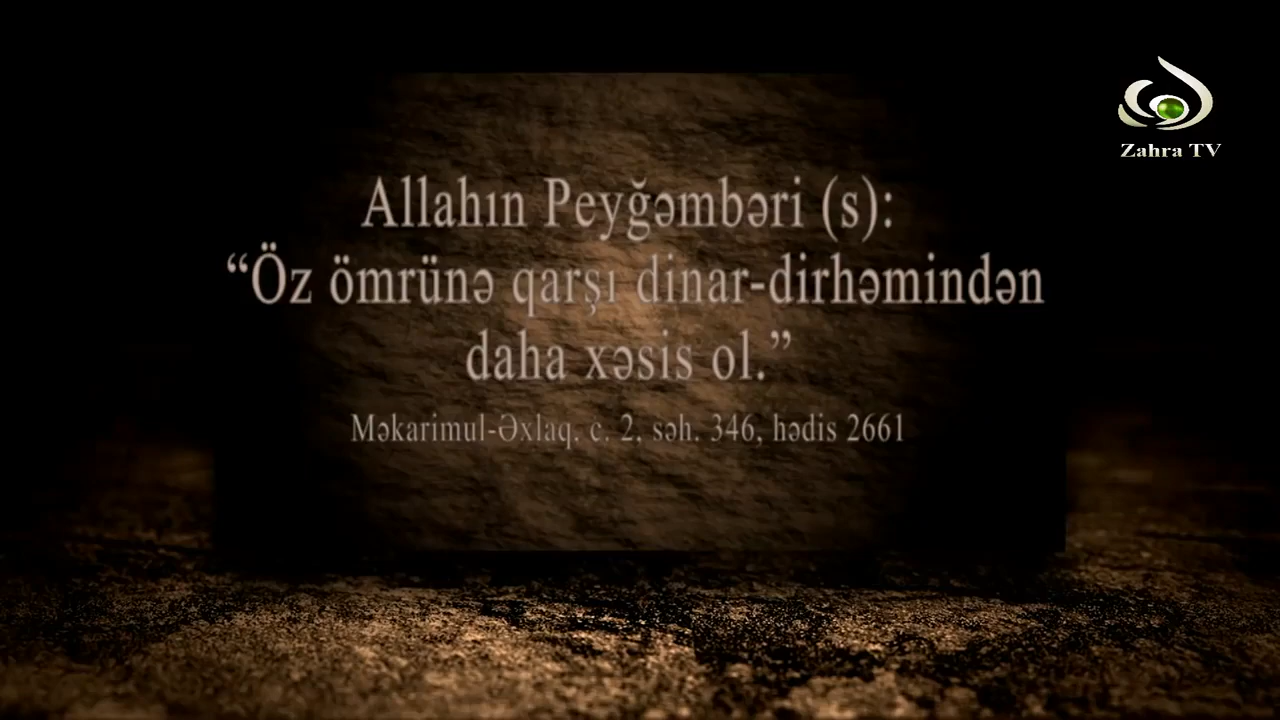 Zahra TV
Allahın Peyğəmbəri (s):
“Öz ömrünə qarşı dinar-dirhəmindən
daha xəsis ol.”
Məkarimul-Əxlaq, c. 2, səh. 346, hədis 2661